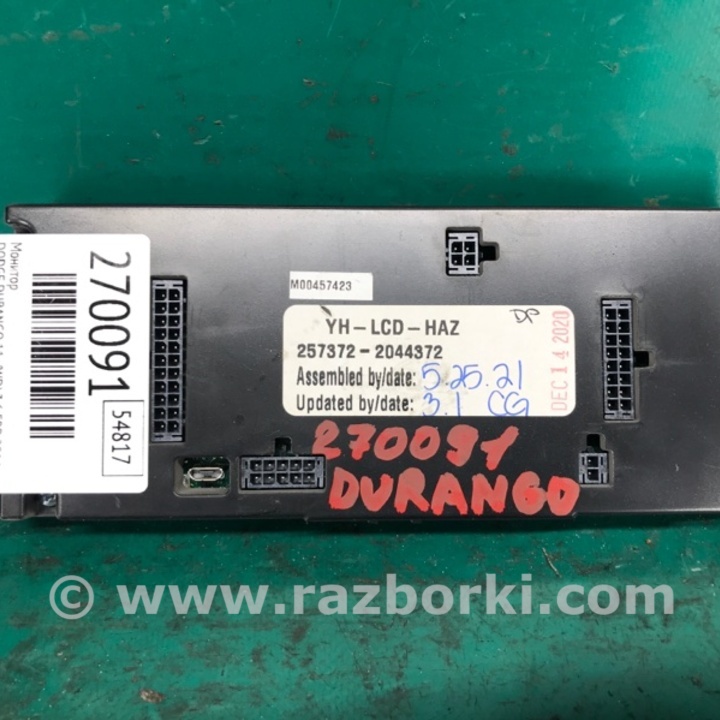 270091
54817
Монитор
M00457423
YH-LCD-HAZ
DP
257372-2044372
Assembled by/date: 5.25.21
Updated by/date: 3.1 CG
DEC 14 2020
270091
DURANGO
© www.razborki.com